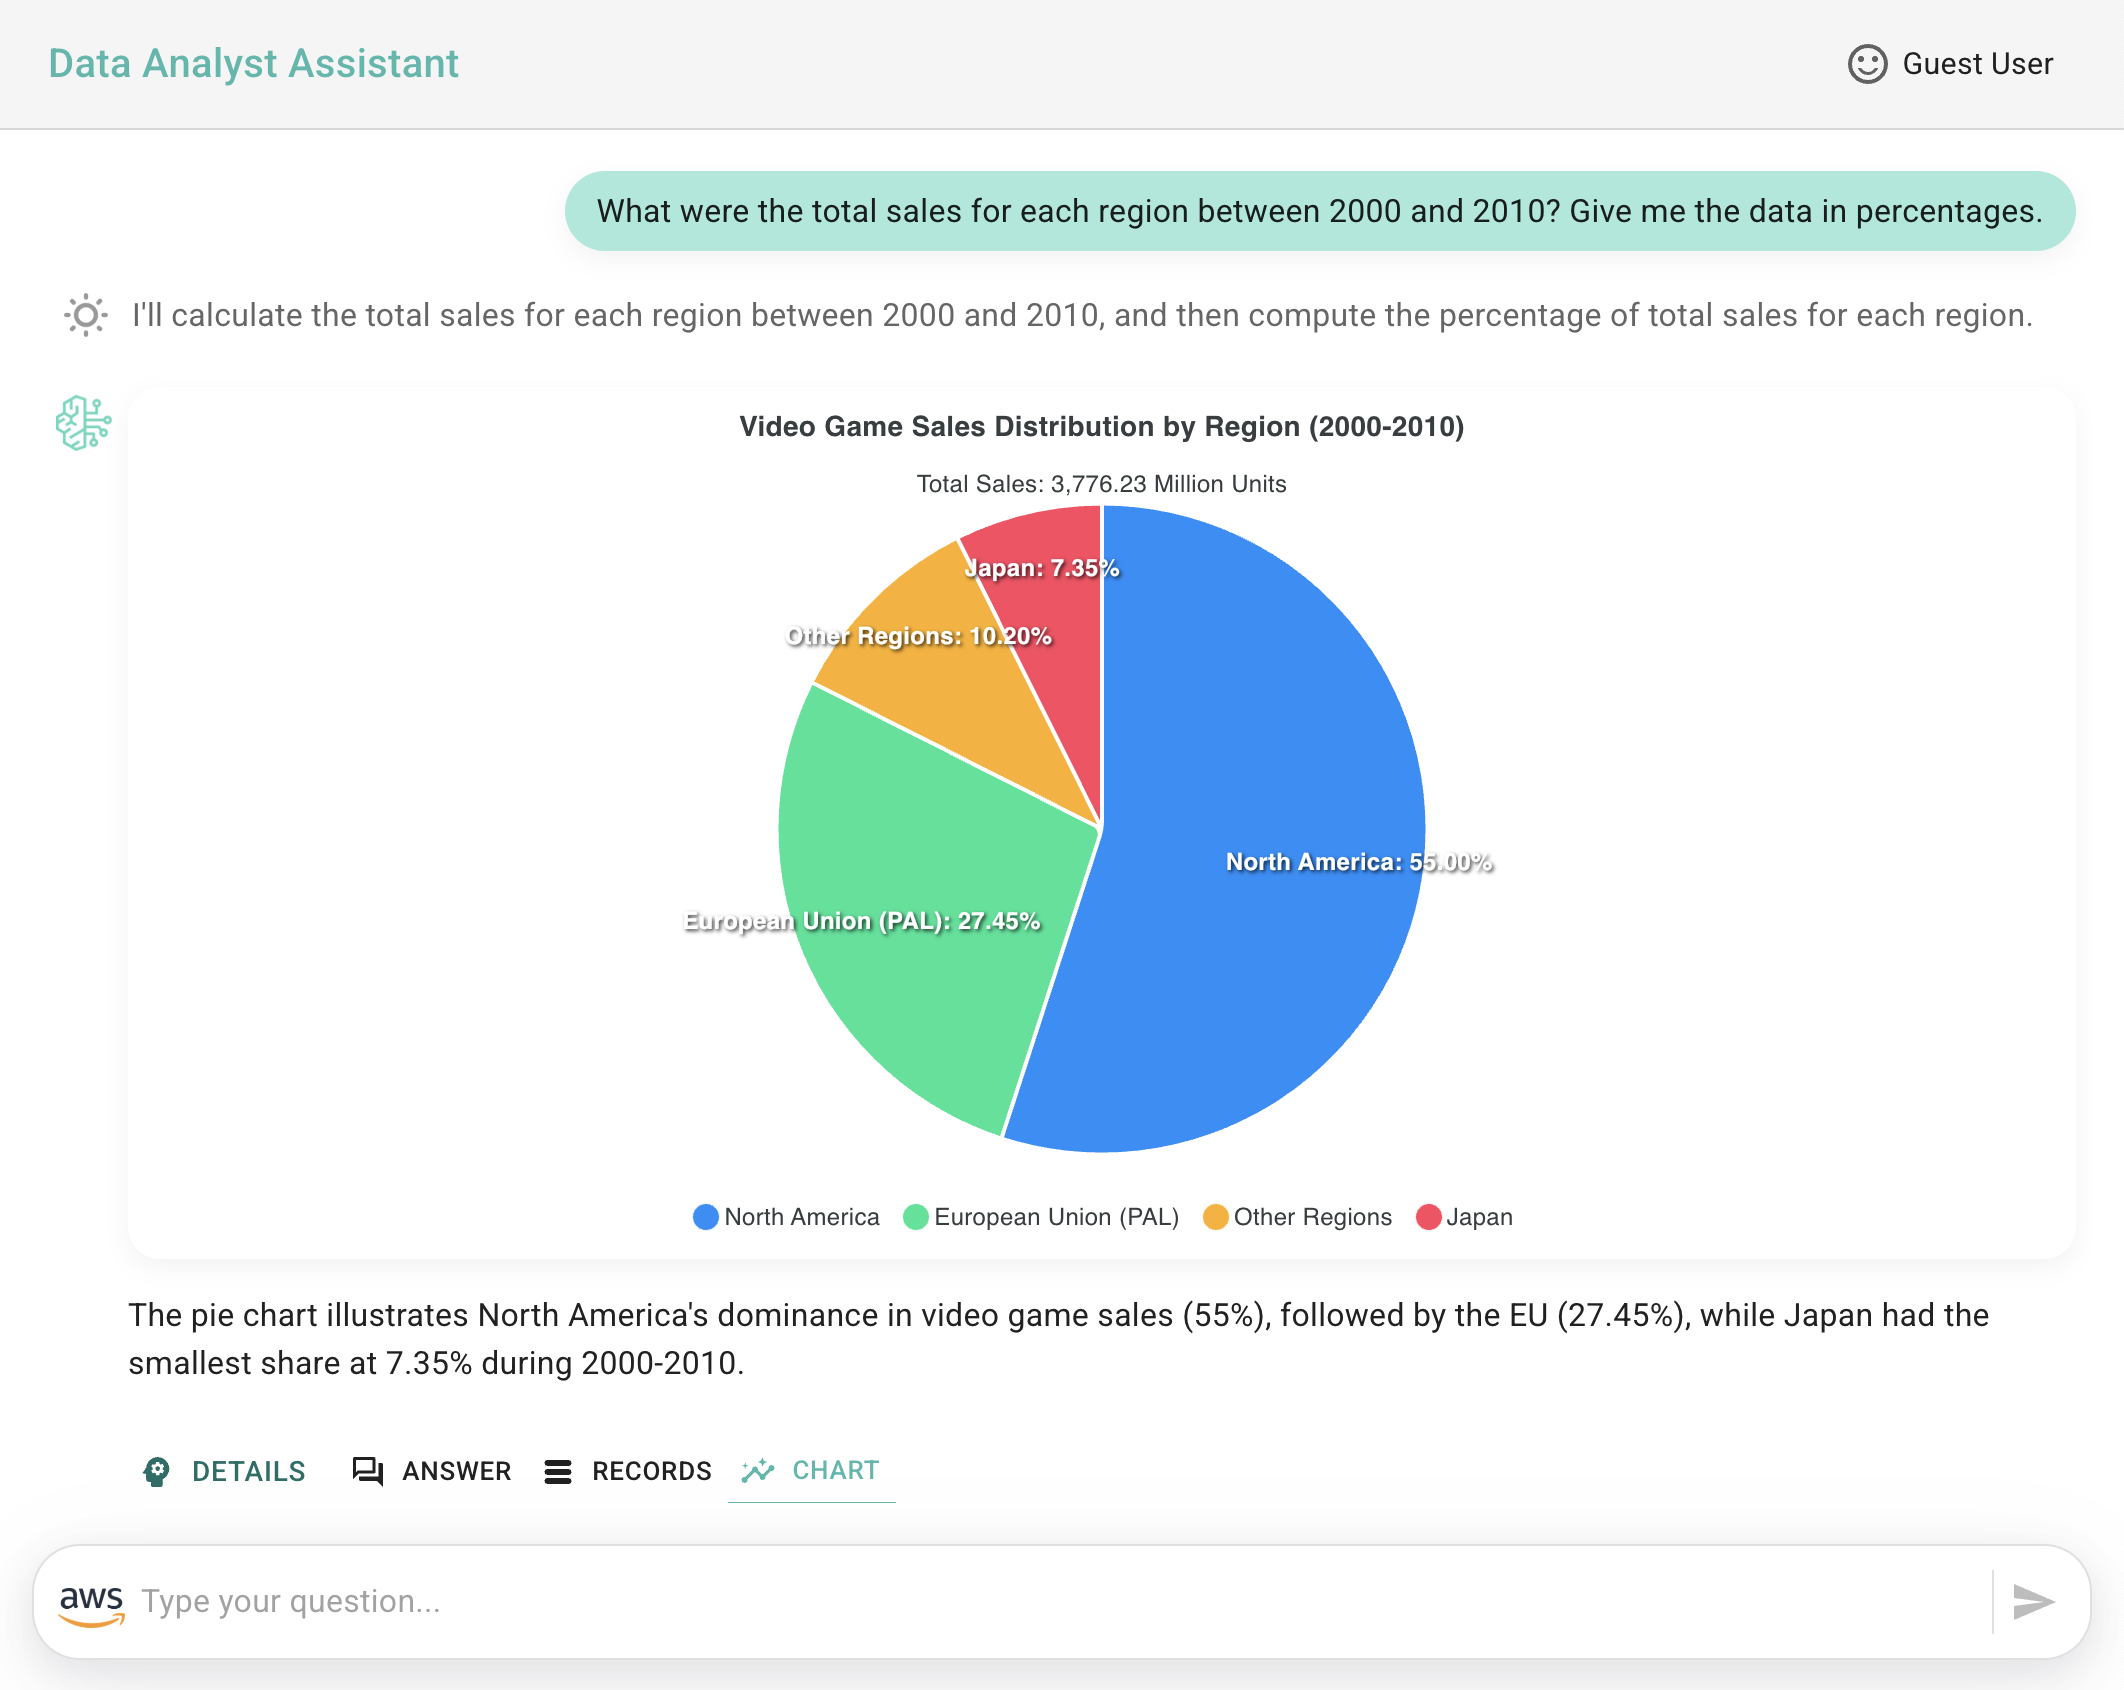 Data Analyst Assistant
Guest User
What were the total sales for each region between 2000 and 2010? Give me the data in percentages.
I'll calculate the total sales for each region between 2000 and 2010, and then compute the percentage of total sales for each region.
Video Game Sales Distribution by Region (2000-2010)
Total Sales: 3,776.23 Million Units
Japan: 7.35%
Other Regions: 10.20%
North America: 55.00%
European Union (PAL): 27.45%
North America European Union (PAL) Other Regions Japan
The pie chart illustrates North America's dominance in video game sales (55%), followed by the EU (27.45%), while Japan had the
smallest share at 7.35% during 2000-2010.
DETAILS ANSWER RECORDS CHART
aws Type your question...